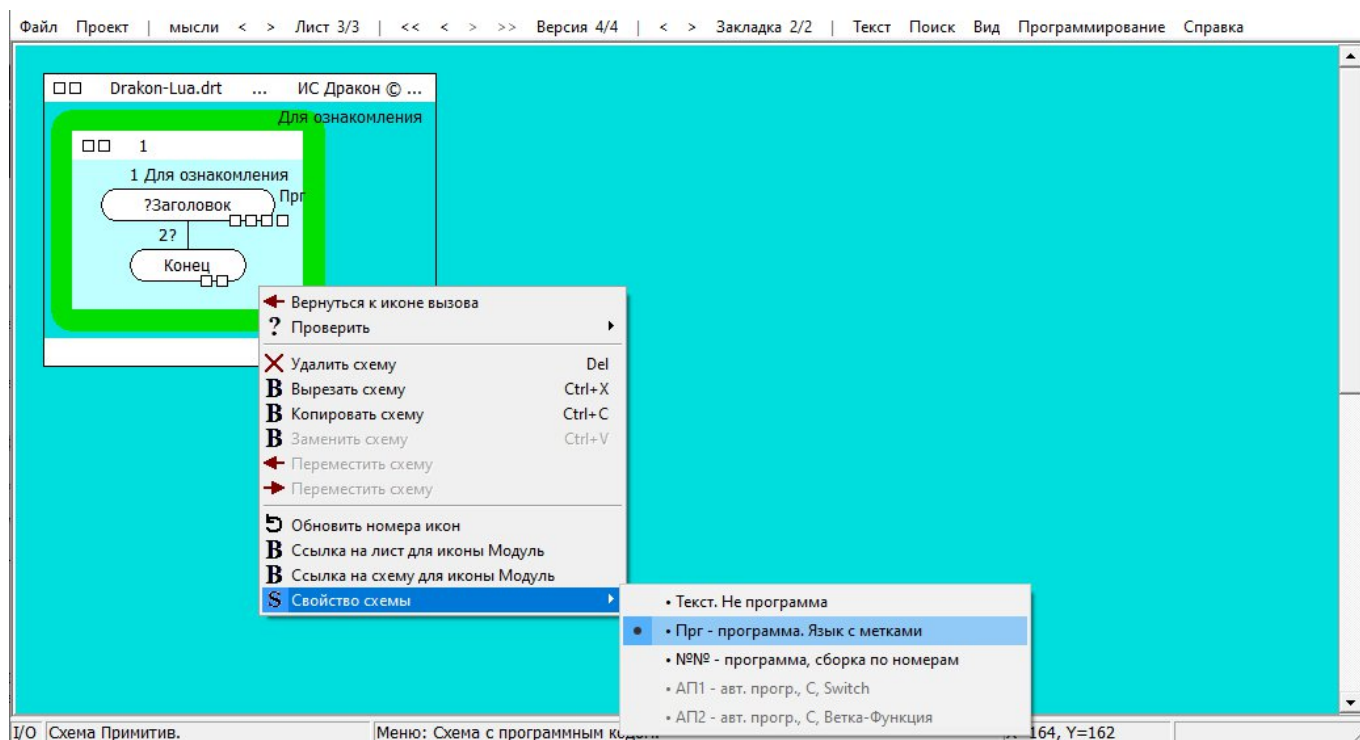 Файл Проект | мысли < > Лист 3/3 | << < > >> Версия 4/4 | < > Закладка 2/2 | Текст Поиск Вид Программирование Справка
Drakon-Lua.drt ... ИС Дракон © ...
Для ознакомления
1
1 Для ознакомления
?Заголовок
Прг
2?
Конец
Вернуться к иконе вызова
? Проверить
Удалить схему Del
B Вырезать схему Ctrl+X
B Копировать схему Ctrl+C
B Заменить схему Ctrl+V
Переместить схему
Переместить схему
Обновить номера икон
B Ссылка на лист для иконы Модуль
B Ссылка на схему для иконы Модуль
S Свойство схемы
• Текст. Не программа
• Прг - программа. Язык с метками
• №№ - программа, сборка по номерам
• АП1 - авт. прогр., C, Switch
• АП2 - авт. прогр., C, Ветка-Функция
I/O Схема Примитив. Меню: Схема с программным =164, Y=162